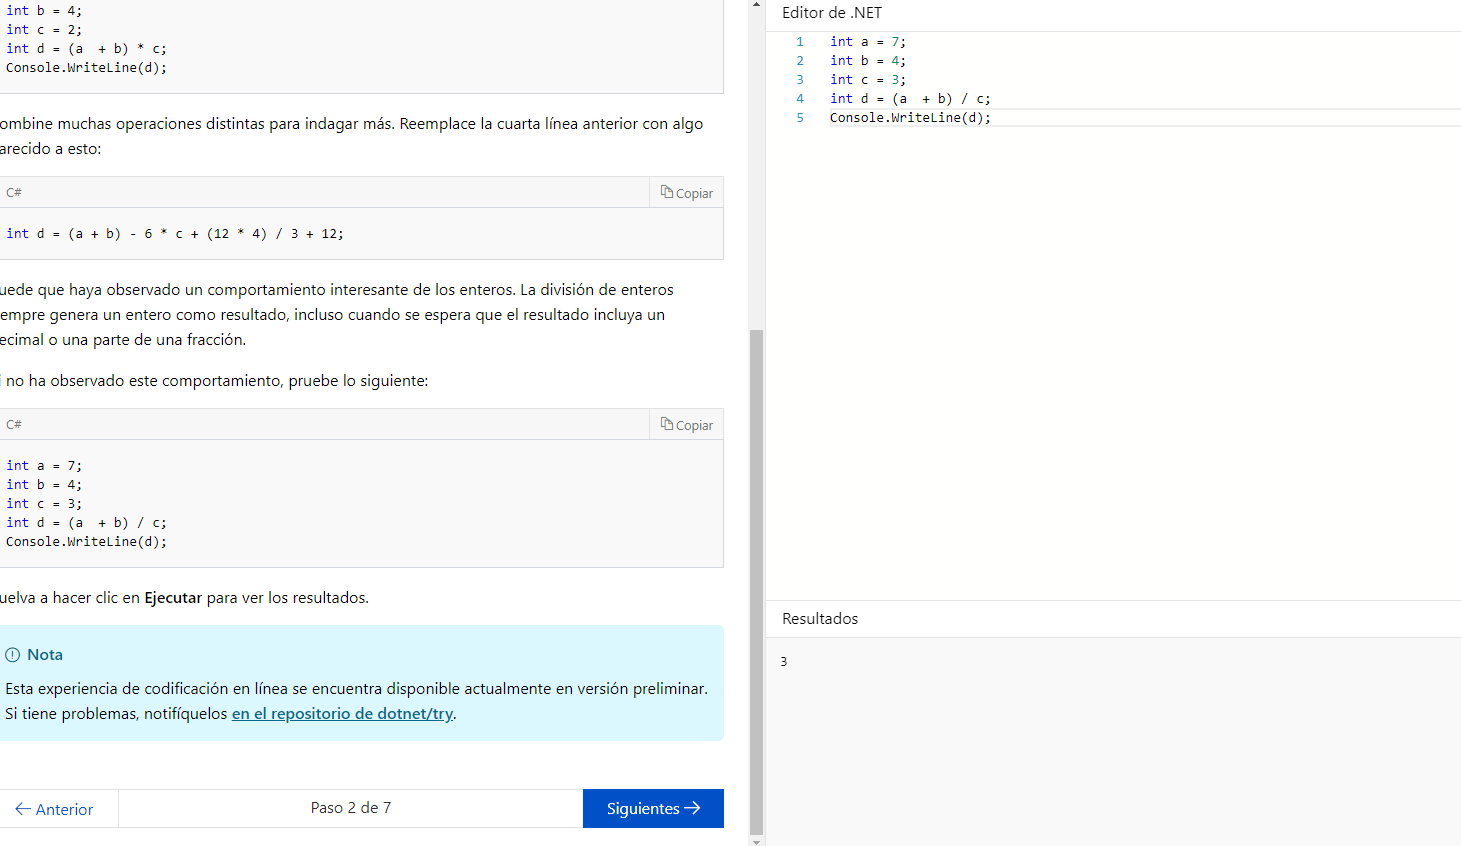 int b = 4;
int c = 2;
int d = (a  + b) * c;
Console.WriteLine(d);
ombine muchas operaciones distintas para indagar más. Reemplace la cuarta línea anterior con algo
arecido a esto:
C#
Copiar
int d = (a + b) - 6 * c + (12 * 4) / 3 + 12;
uede que haya observado un comportamiento interesante de los enteros. La división de enteros
empre genera un entero como resultado, incluso cuando se espera que el resultado incluya un
ecimal o una parte de una fracción.
i no ha observado este comportamiento, pruebe lo siguiente:
C#
Copiar
int a = 7;
int b = 4;
int c = 3;
int d = (a  + b) / c;
Console.WriteLine(d);
uelva a hacer clic en Ejecutar para ver los resultados.
Nota
Esta experiencia de codificación en línea se encuentra disponible actualmente en versión preliminar.
Si tiene problemas, notifíquelos en el repositorio de dotnet/try.
← Anterior
Paso 2 de 7
Siguientes →
Editor de .NET
1 int a = 7;
2 int b = 4;
3 int c = 3;
4 int d = (a  + b) / c;
5 Console.WriteLine(d);
Resultados
3